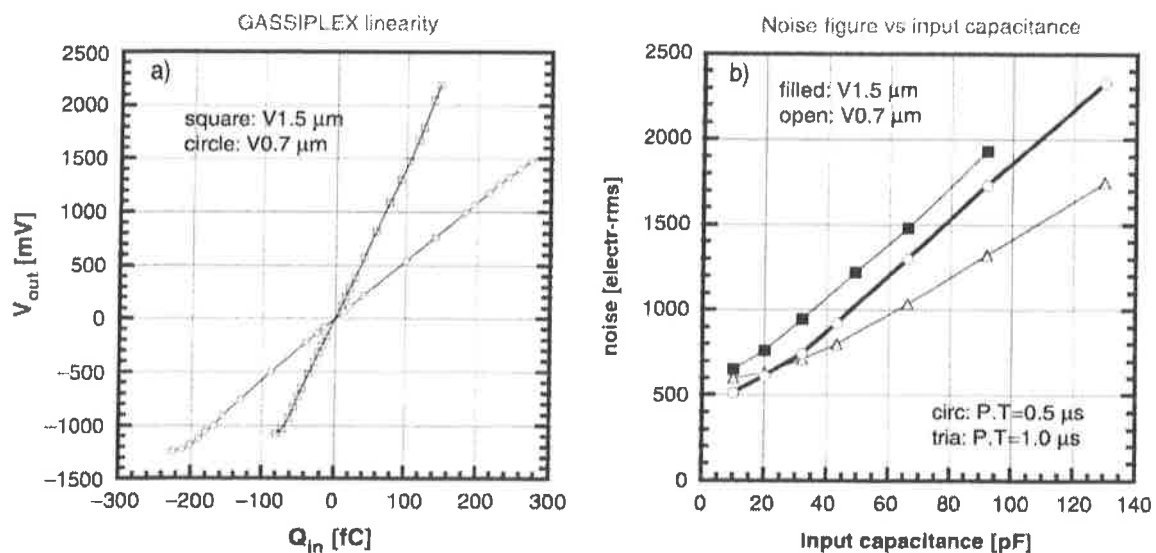 GASSIPLEX linearity
a)
square: V1.5 µm
circle: V0.7 µm
2500
2000
1500
1000
500
0
−500
−1000
−1500
V_out [mV]
−300
−200
−100
0
100
200
300
Q_in [fC]
Noise figure vs input capacitance
b)
filled: V1.5 µm
open: V0.7 µm
2500
2000
1500
1000
500
0
noise [electr-rms]
circ: P.T=0.5 µs
tria: P.T=1.0 µs
0
20
40
60
80
100
120
140
Input capacitance [pF]